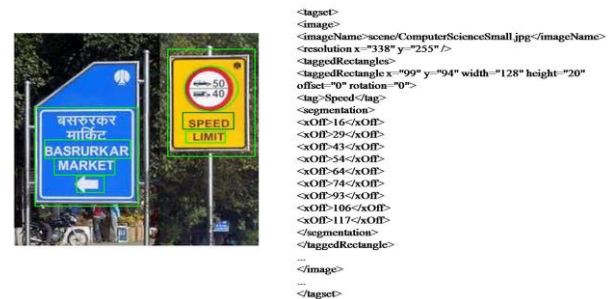 बसरुरकर
मार्किट
BASRURKAR
MARKET
50
40
SPEED
LIMIT
<tagset>
<image>
<imageName>scene/ComputerScienceSmall.jpg</imageName>
<resolution x="338" y="255" />
<taggedRectangles>
<taggedRectangle x="99" y="94" width="128" height="20"
offset="0" rotation="0">
<tag>Speed</tag>
<segmentation>
<xOff>16</xOff>
<xOff>29</xOff>
<xOff>43</xOff>
<xOff>54</xOff>
<xOff>64</xOff>
<xOff>74</xOff>
<xOff>93</xOff>
<xOff>106</xOff>
<xOff>117</xOff>
</segmentation>
</taggedRectangle>
...
</image>
...
</tagset>